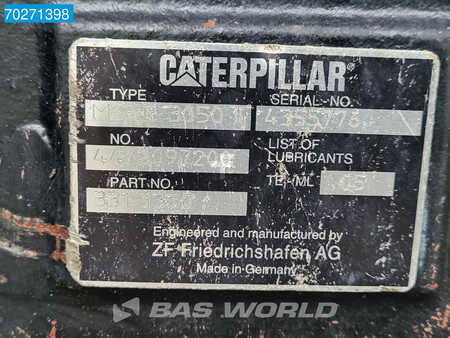 70271398
CATERPILLAR®
TYPE
SERIAL-NO.
NO.
LIST OF
LUBRICANTS
PART NO.
TE-ML 05
Engineered and manufactured by
ZF Friedrichshafen AG
Made in Germany
BAS WORLD